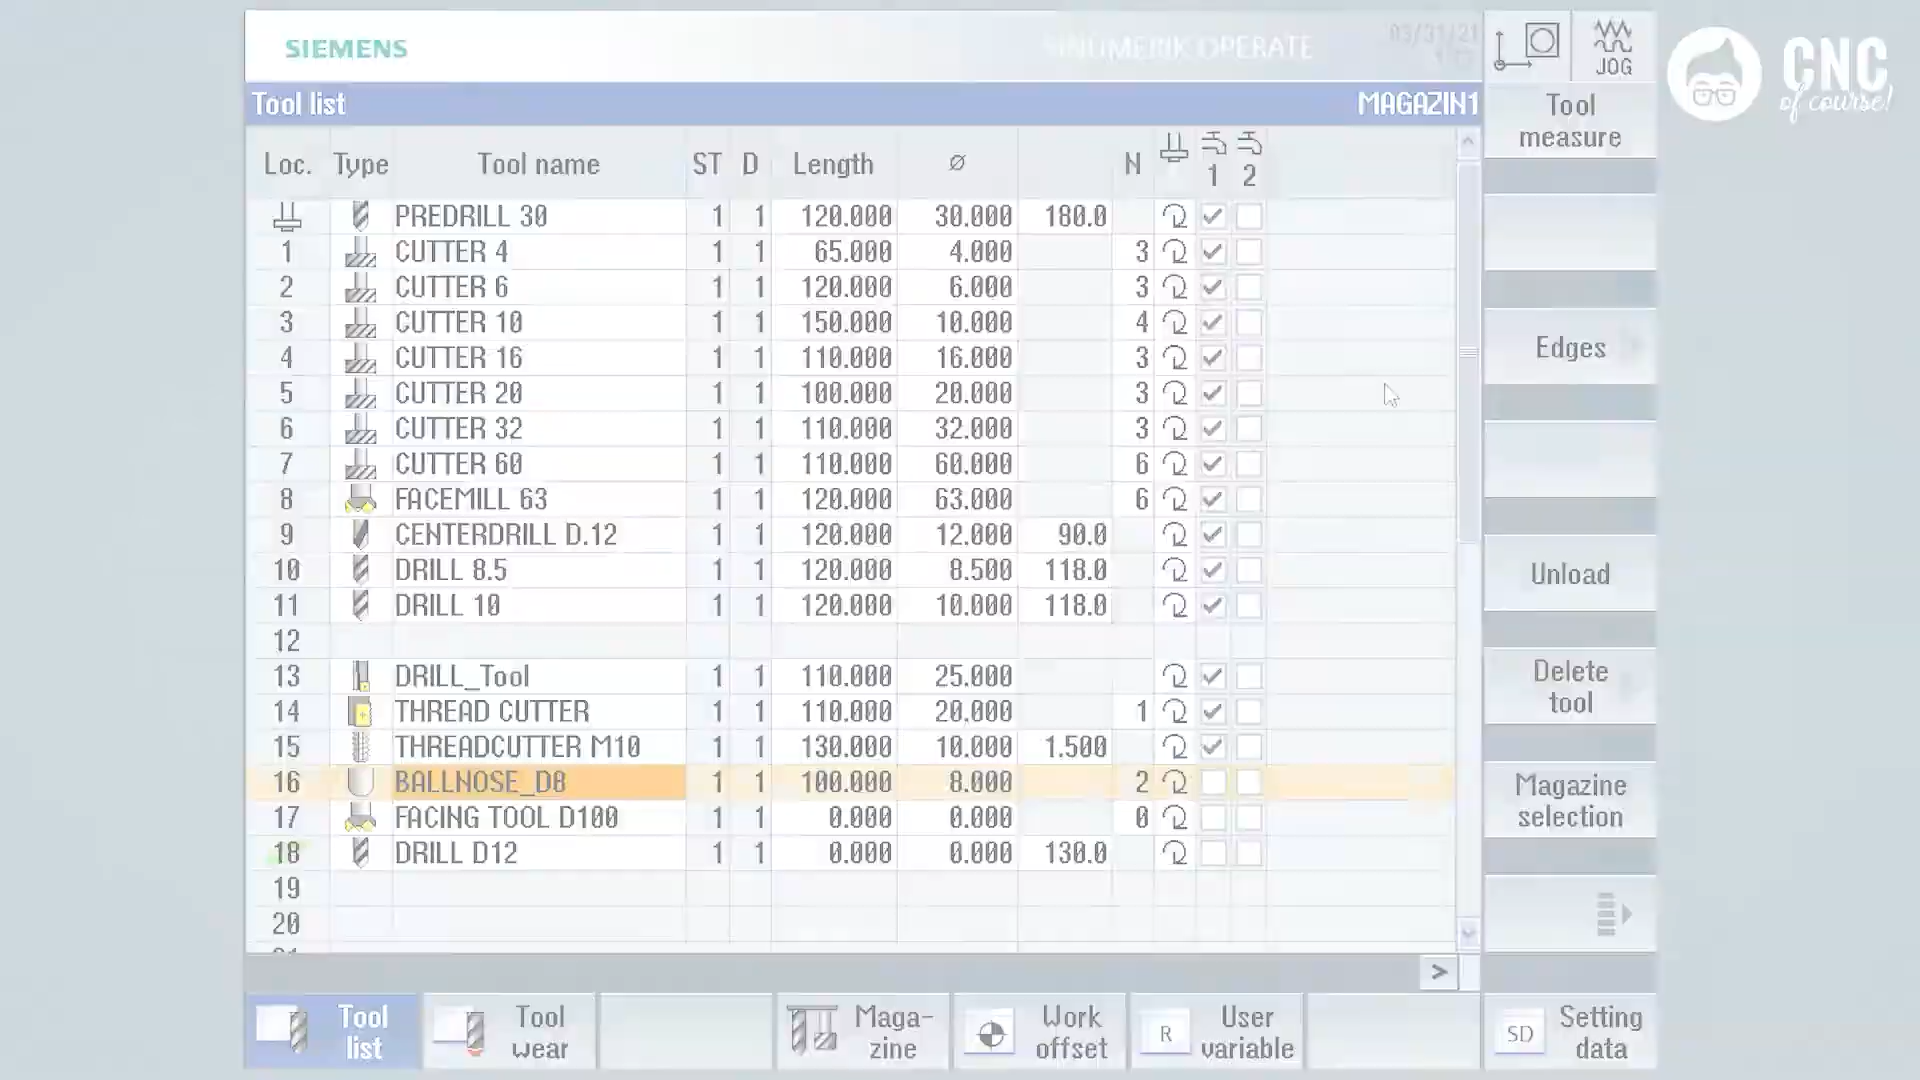 SIEMENS
SINUMERIK OPERATE
03/31/21
JOG
CNC
of course!
Tool list MAGAZIN1
Loc. Type Tool name ST D Length ⌀ N 1 2
PREDRILL 30 1 1 120.000 30.000 180.0
1 CUTTER 4 1 1 65.000 4.000 3
2 CUTTER 6 1 1 120.000 6.000 3
3 CUTTER 10 1 1 150.000 10.000 4
4 CUTTER 16 1 1 110.000 16.000 3
5 CUTTER 20 1 1 100.000 20.000 3
6 CUTTER 32 1 1 110.000 32.000 3
7 CUTTER 60 1 1 110.000 60.000 6
8 FACEMILL 63 1 1 120.000 63.000 6
9 CENTERDRILL D.12 1 1 120.000 12.000 90.0
10 DRILL 8.5 1 1 120.000 8.500 118.0
11 DRILL 10 1 1 120.000 10.000 118.0
12
13 DRILL_Tool 1 1 110.000 25.000
14 THREAD CUTTER 1 1 110.000 20.000 1
15 THREADCUTTER M10 1 1 130.000 10.000 1.500
16 BALLNOSE_D8 1 1 100.000 8.000 2
17 FACING TOOL D100 1 1 0.000 0.000 0
18 DRILL D12 1 1 0.000 0.000 130.0
19
20
>
Tool
measure
Edges
Unload
Delete
tool
Magazine
selection
Tool
list
Tool
wear
Maga-
zine
Work
offset
R
User
variable
SD
Setting
data